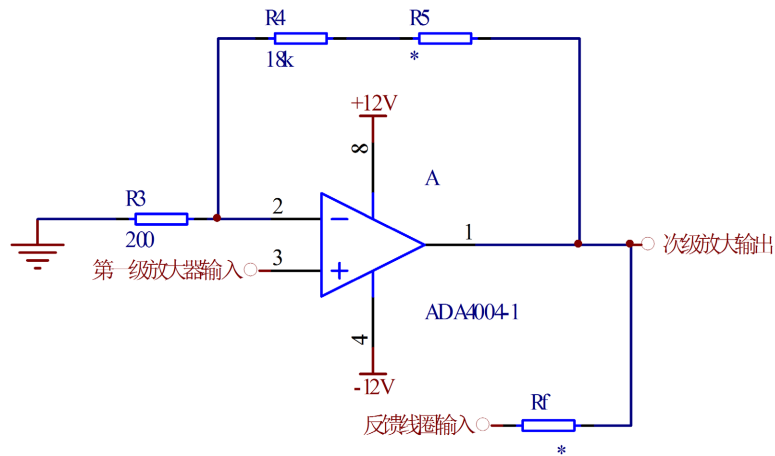 R4
R5
18k
*
+12V
8
A
R3
2
1
200
3
第一级放大器输入
次级放大输出
ADA4004-1
4
-12V
Rf
反馈线圈输入
*